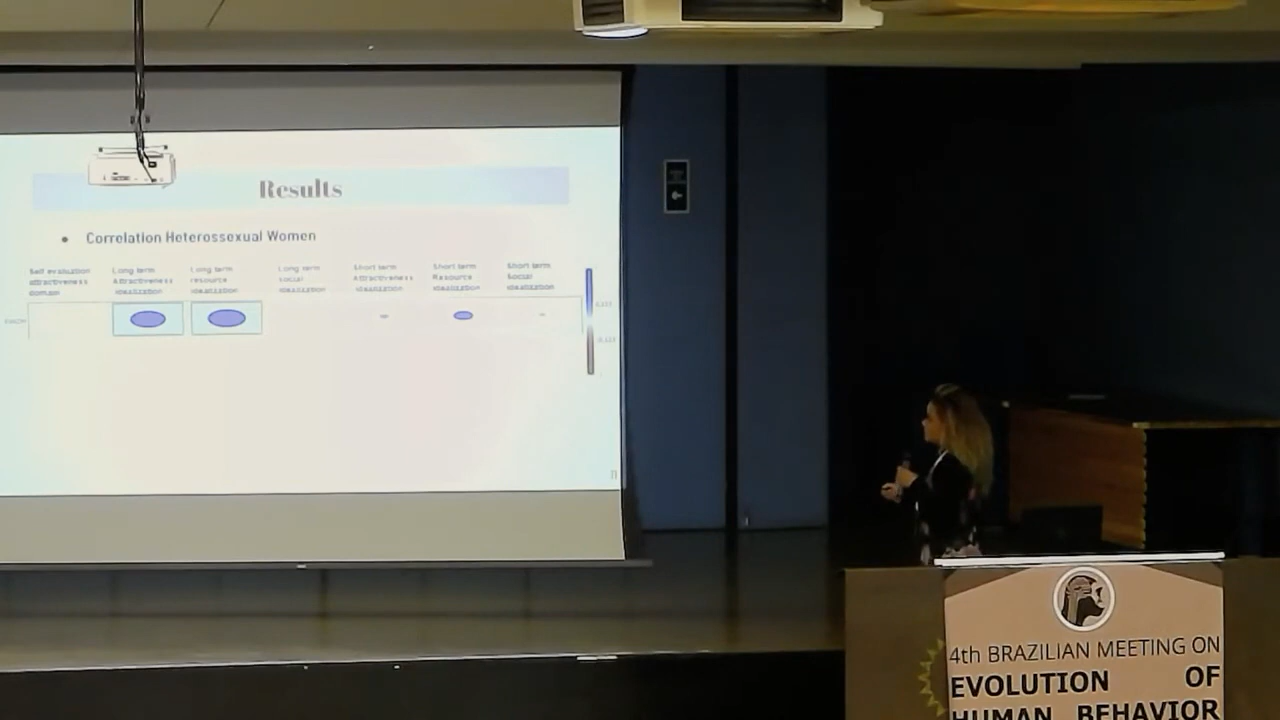 Results
• Correlation Heterossexual Women
Self evaluation
attractiveness
domain
Long term
Attractiveness
idealization
Long term
resource
idealization
Long term
social
idealization
Short term
Attractiveness
idealization
Short term
Resource
idealization
Short term
Social
idealization
4th BRAZILIAN MEETING ON
EVOLUTION OF
HUMAN BEHAVIOR